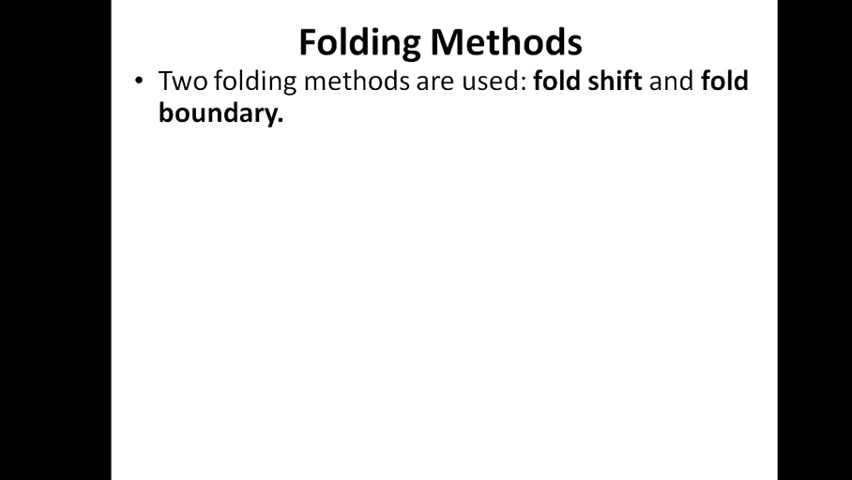 Folding Methods
• Two folding methods are used: fold shift and fold
boundary.